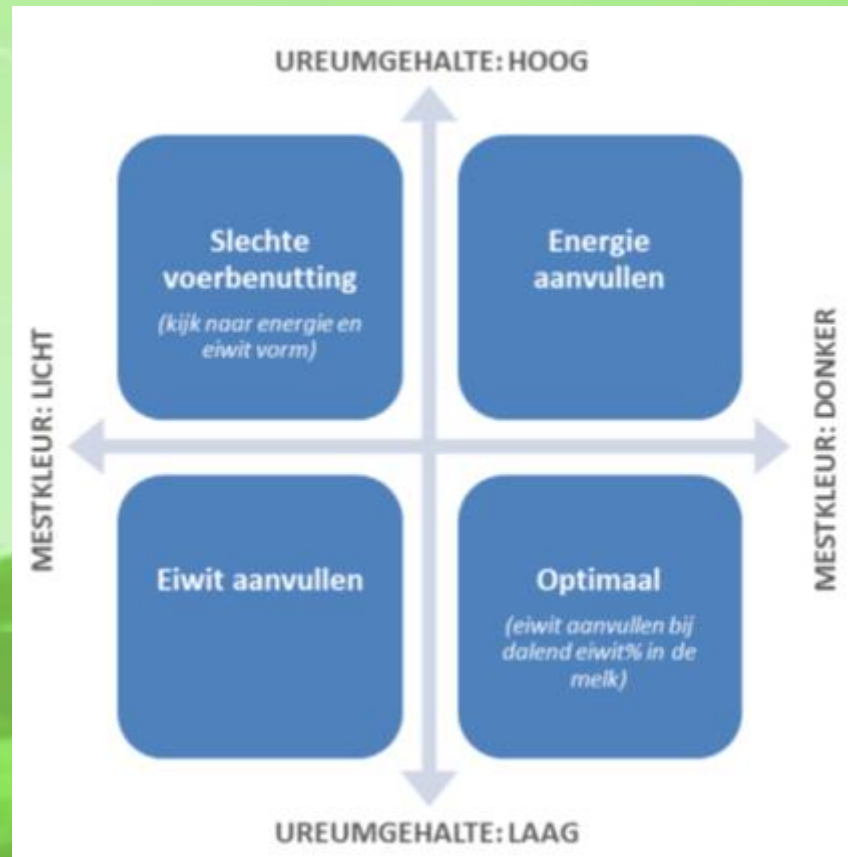 UREUMGEHALTE: HOOG
Slechte
voerbenutting
(kijk naar energie en
eiwit vorm)
Energie
aanvullen
MESTKLEUR: LICHT
MESTKLEUR: DONKER
Eiwit aanvullen
Optimaal
(eiwit aanvullen bij
dalend eiwit% in de
melk)
UREUMGEHALTE: LAAG